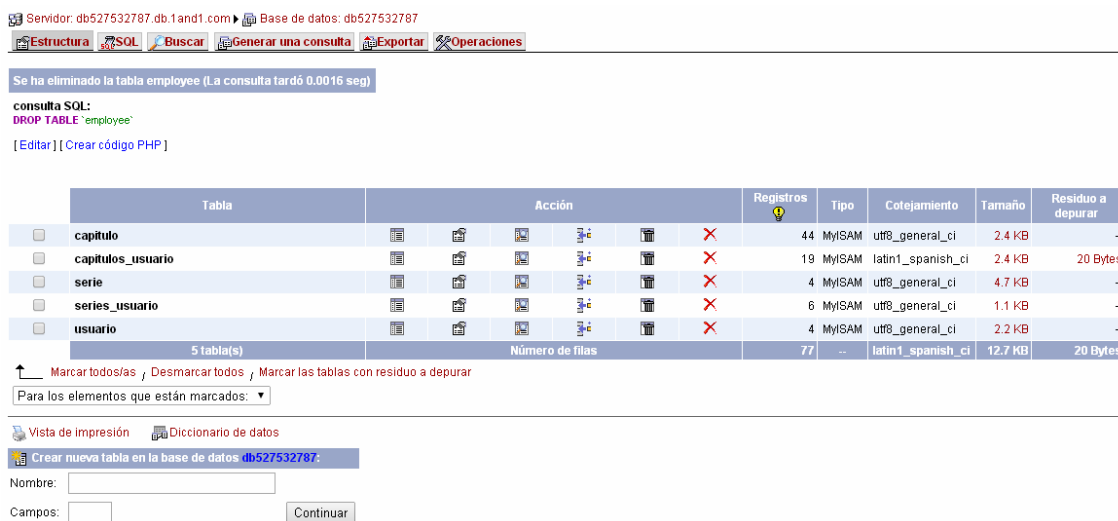 Servidor: db527532787.db.1and1.com ▶ Base de datos: db527532787
Estructura SQL Buscar Generar una consulta Exportar Operaciones
Se ha eliminado la tabla employee (La consulta tardó 0.0016 seg)
consulta SQL:
DROP TABLE `employee`
[ Editar ] [ Crear código PHP ]
Tabla Acción Registros Tipo Cotejamiento Tamaño Residuo a depurar
capitulo 44 MyISAM utf8_general_ci 2.4 KB -
capitulos_usuario 19 MyISAM latin1_spanish_ci 2.4 KB 20 Bytes
serie 4 MyISAM utf8_general_ci 4.7 KB -
series_usuario 6 MyISAM utf8_general_ci 1.1 KB -
usuario 4 MyISAM utf8_general_ci 2.2 KB -
5 tabla(s) Número de filas 77 -- latin1_spanish_ci 12.7 KB 20 Bytes
Marcar todos/as / Desmarcar todos / Marcar las tablas con residuo a depurar
Para los elementos que están marcados:
Vista de impresión Diccionario de datos
Crear nueva tabla en la base de datos db527532787:
Nombre:
Campos: Continuar